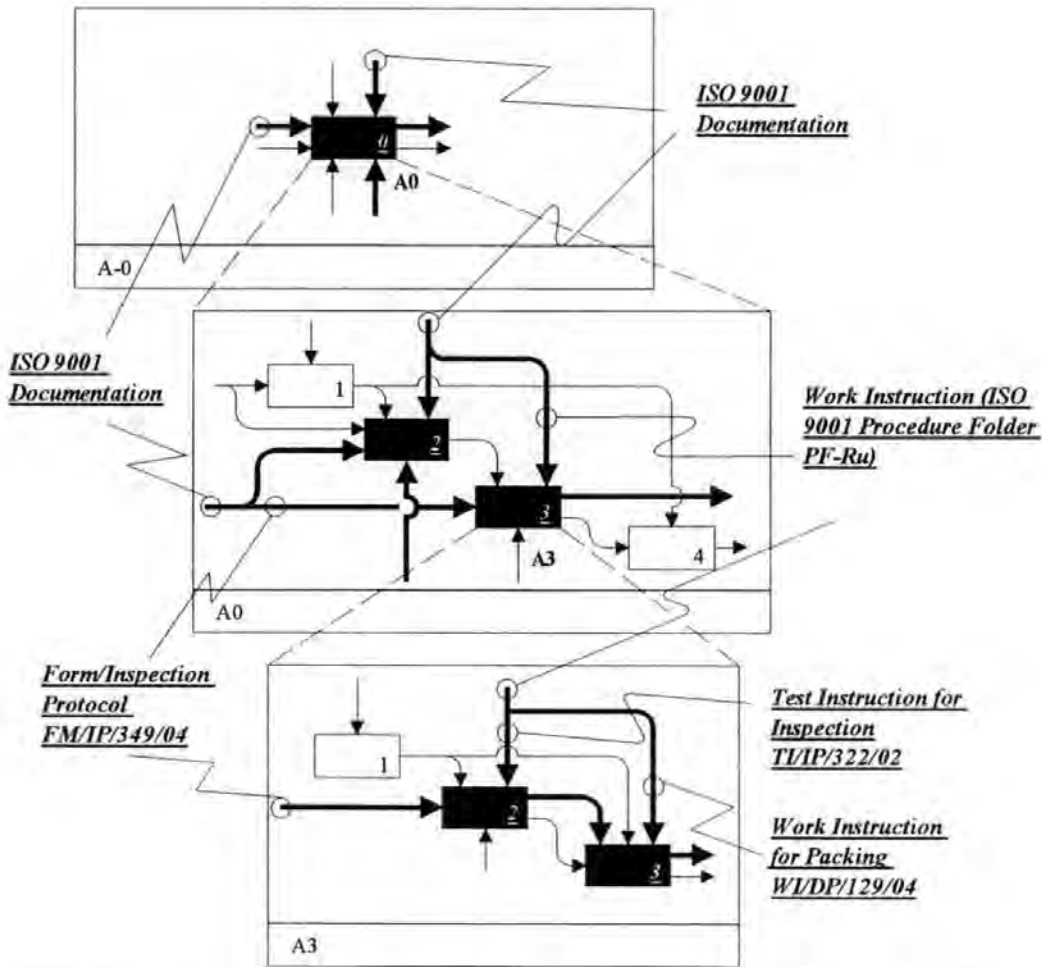 ISO 9001
Documentation
0
A0
A-0
ISO 9001
Documentation
1
2
Work Instruction (ISO
9001 Procedure Folder
PF-Ru)
3
A3
4
A0
Form/Inspection
Protocol
FM/IP/349/04
Test Instruction for
Inspection
TI/IP/322/02
1
2
Work Instruction
for Packing
WI/DP/129/04
3
A3